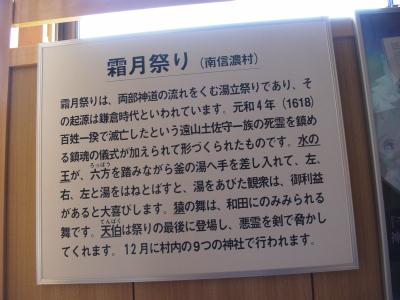 霜月祭り（南信濃村）
霜月祭りは、両部神道の流れをくむ湯立祭りであり、そ
の起源は鎌倉時代といわれています。元和４年（1618）
百姓一揆で滅亡したという遠山土佐守一族の死霊を鎮め
る鎮魂の儀式が加えられて形づくられたものです。水の
王が、六方を踏みながら釜の湯へ手を差し入れて、左、
ろっぽう
右、左と湯をはねとばすと、湯をあびた観衆は、御利益
があると大喜びします。猿の舞は、和田にのみみられる
舞です。天伯は祭りの最後に登場し、悪霊を剣で脅かし
てんぱく
てくれます。１２月に村内の９つの神社で行われます。